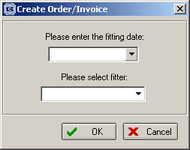 Create Order/Invoice
Please enter the fitting date:
Please select fitter:
OK
Cancel